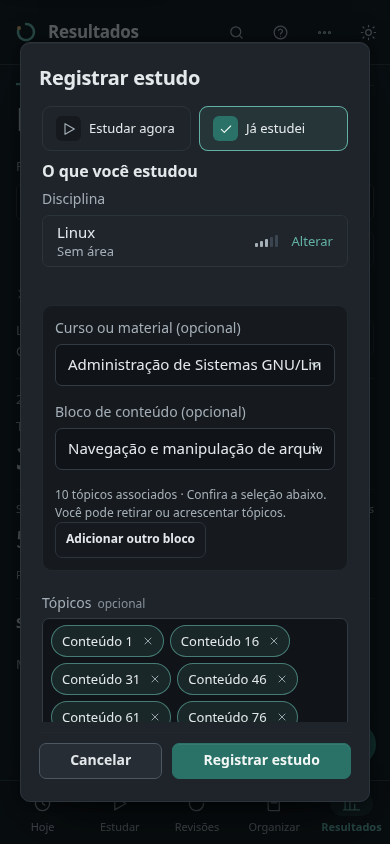 Resultados
Registrar estudo
Estudar agora
Já estudei
O que você estudou
Disciplina
Linux
Sem área
Alterar
Curso ou material (opcional)
Administração de Sistemas GNU/Lin
Bloco de conteúdo (opcional)
Navegação e manipulação de arquiv
10 tópicos associados · Confira a seleção abaixo.
Você pode retirar ou acrescentar tópicos.
Adicionar outro bloco
Tópicos opcional
Conteúdo 1 × Conteúdo 16 ×
Conteúdo 31 × Conteúdo 46 ×
Conteúdo 61 × Conteúdo 76 ×
Cancelar
Registrar estudo
Hoje
Estudar
Revisões
Organizar
Resultados